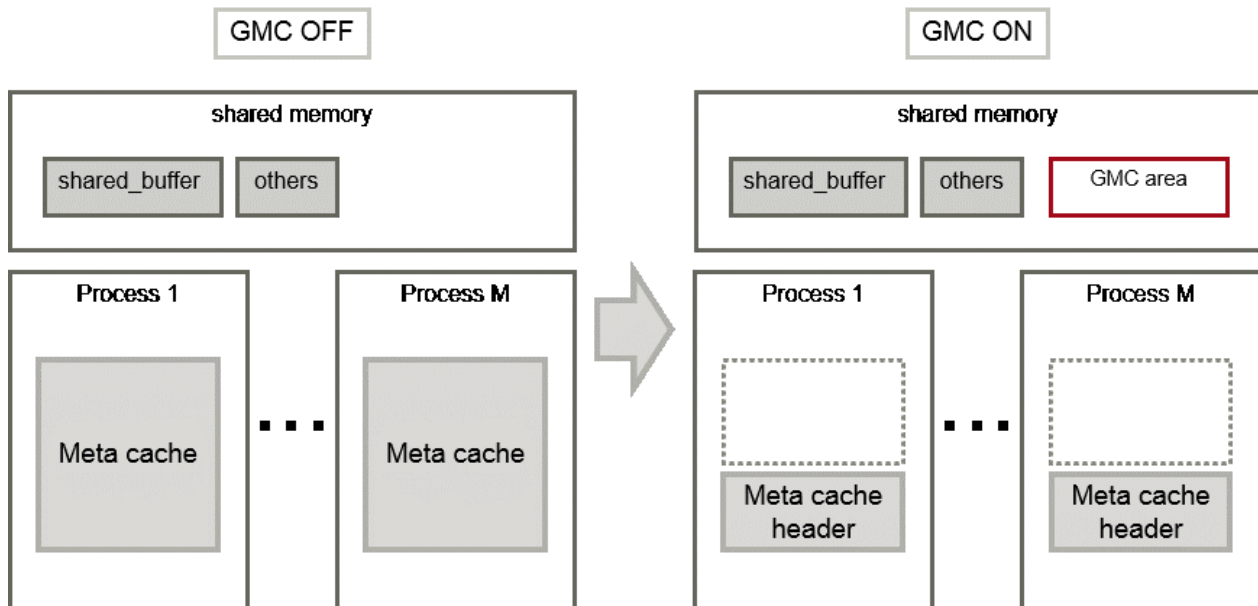 GMC OFF
GMC ON
shared memory
shared_buffer
others
shared memory
shared_buffer
others
GMC area
Process 1
Process M
Process 1
Process M
Meta cache
Meta cache
Meta cache
header
Meta cache
header